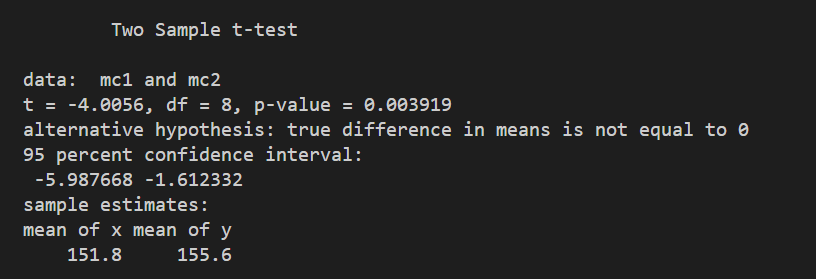 Two Sample t-test
data:  mc1 and mc2
t = -4.0056, df = 8, p-value = 0.003919
alternative hypothesis: true difference in means is not equal to 0
95 percent confidence interval:
 -5.987668 -1.612332
sample estimates:
mean of x mean of y
    151.8     155.6